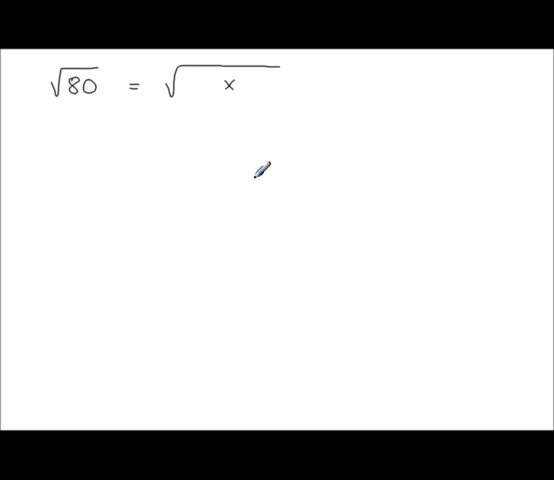 √80 = √ ×